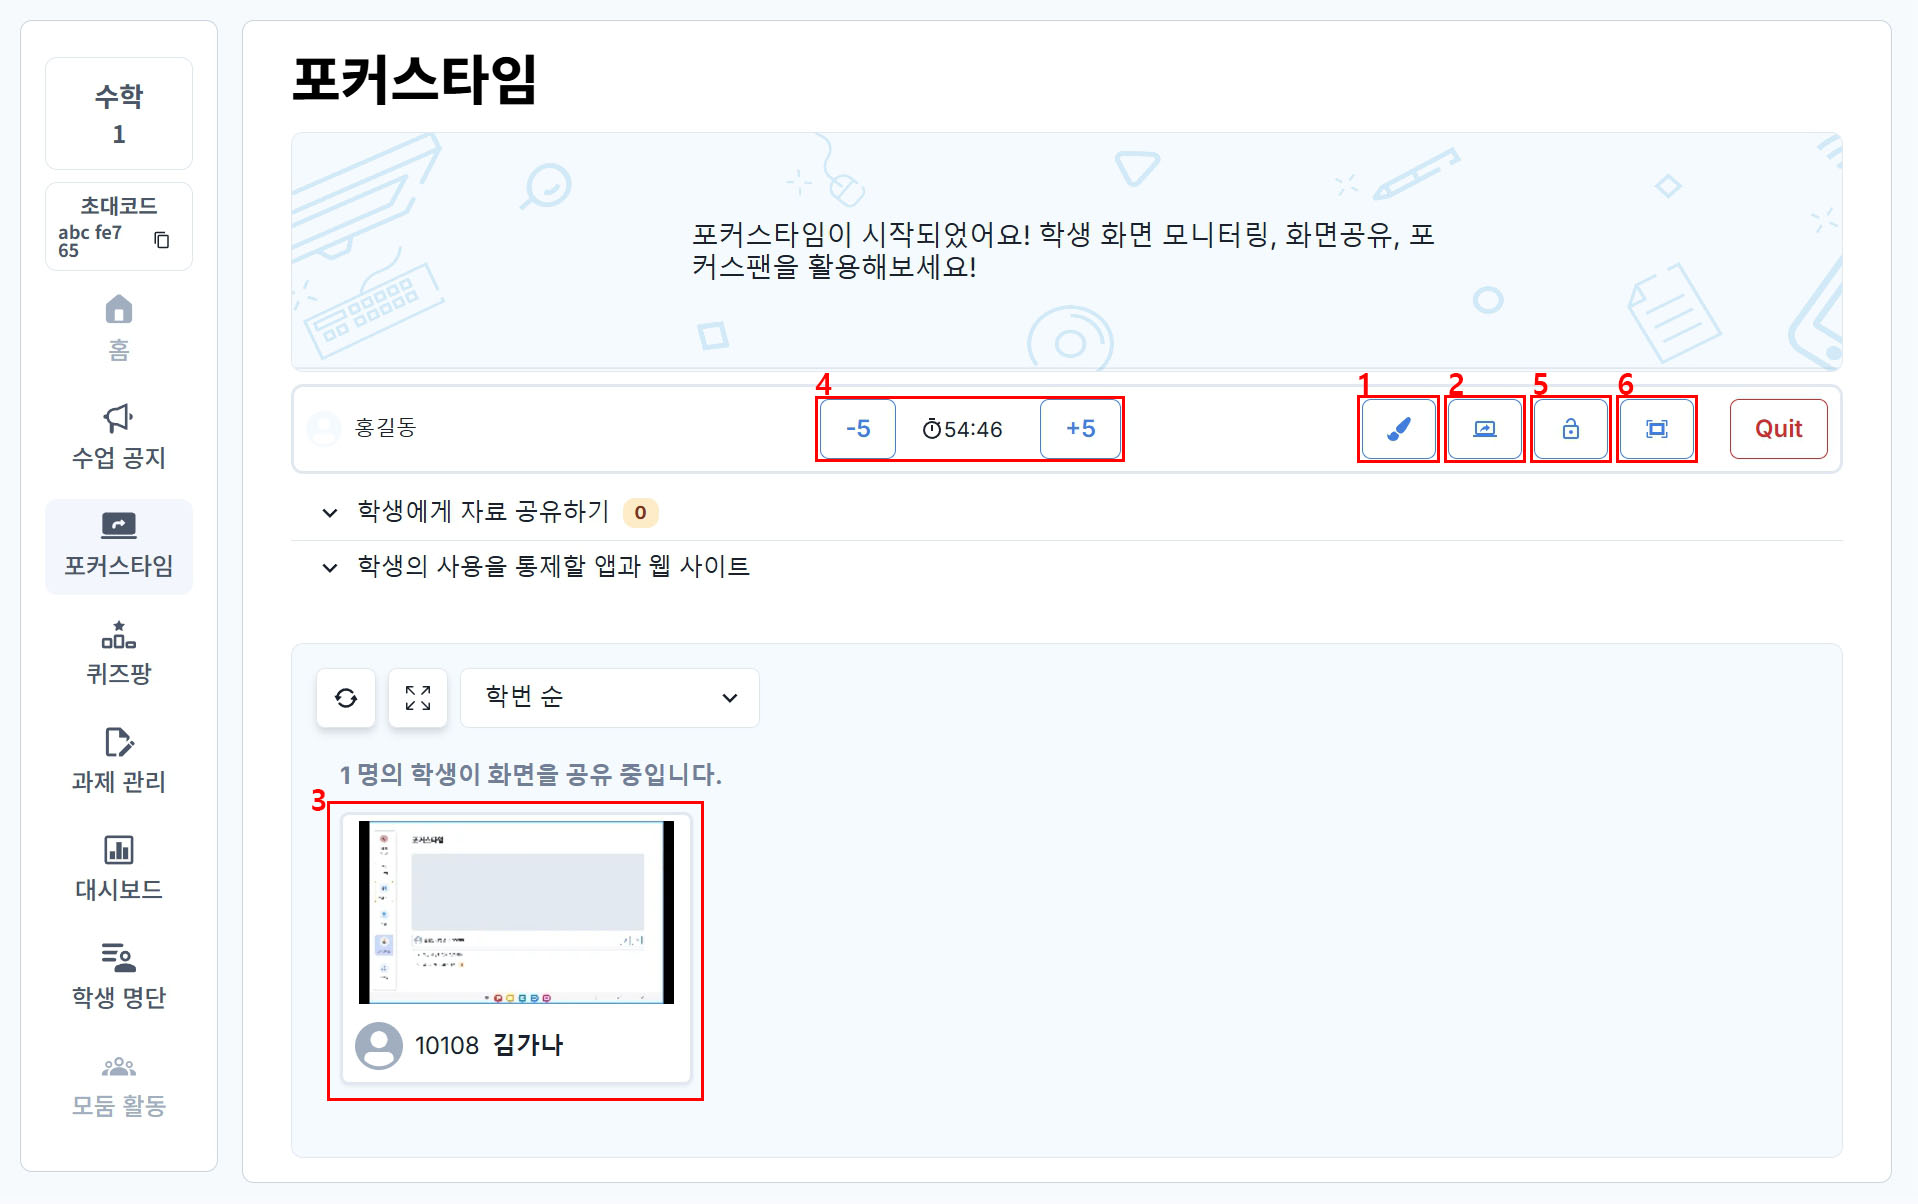 수학
1
초대코드
abc fe7
65
홈
수업 공지
포커스타임
퀴즈팡
과제 관리
대시보드
학생 명단
모둠 활동
포커스타임
포커스타임이 시작되었어요! 학생 화면 모니터링, 화면공유, 포
커스팬을 활용해보세요!
4
1
2
5
6
홍길동
-5
54:46
+5
Quit
학생에게 자료 공유하기 0
학생의 사용을 통제할 앱과 웹 사이트
학번 순
1 명의 학생이 화면을 공유 중입니다.
3
포커스타임
10108 김가나